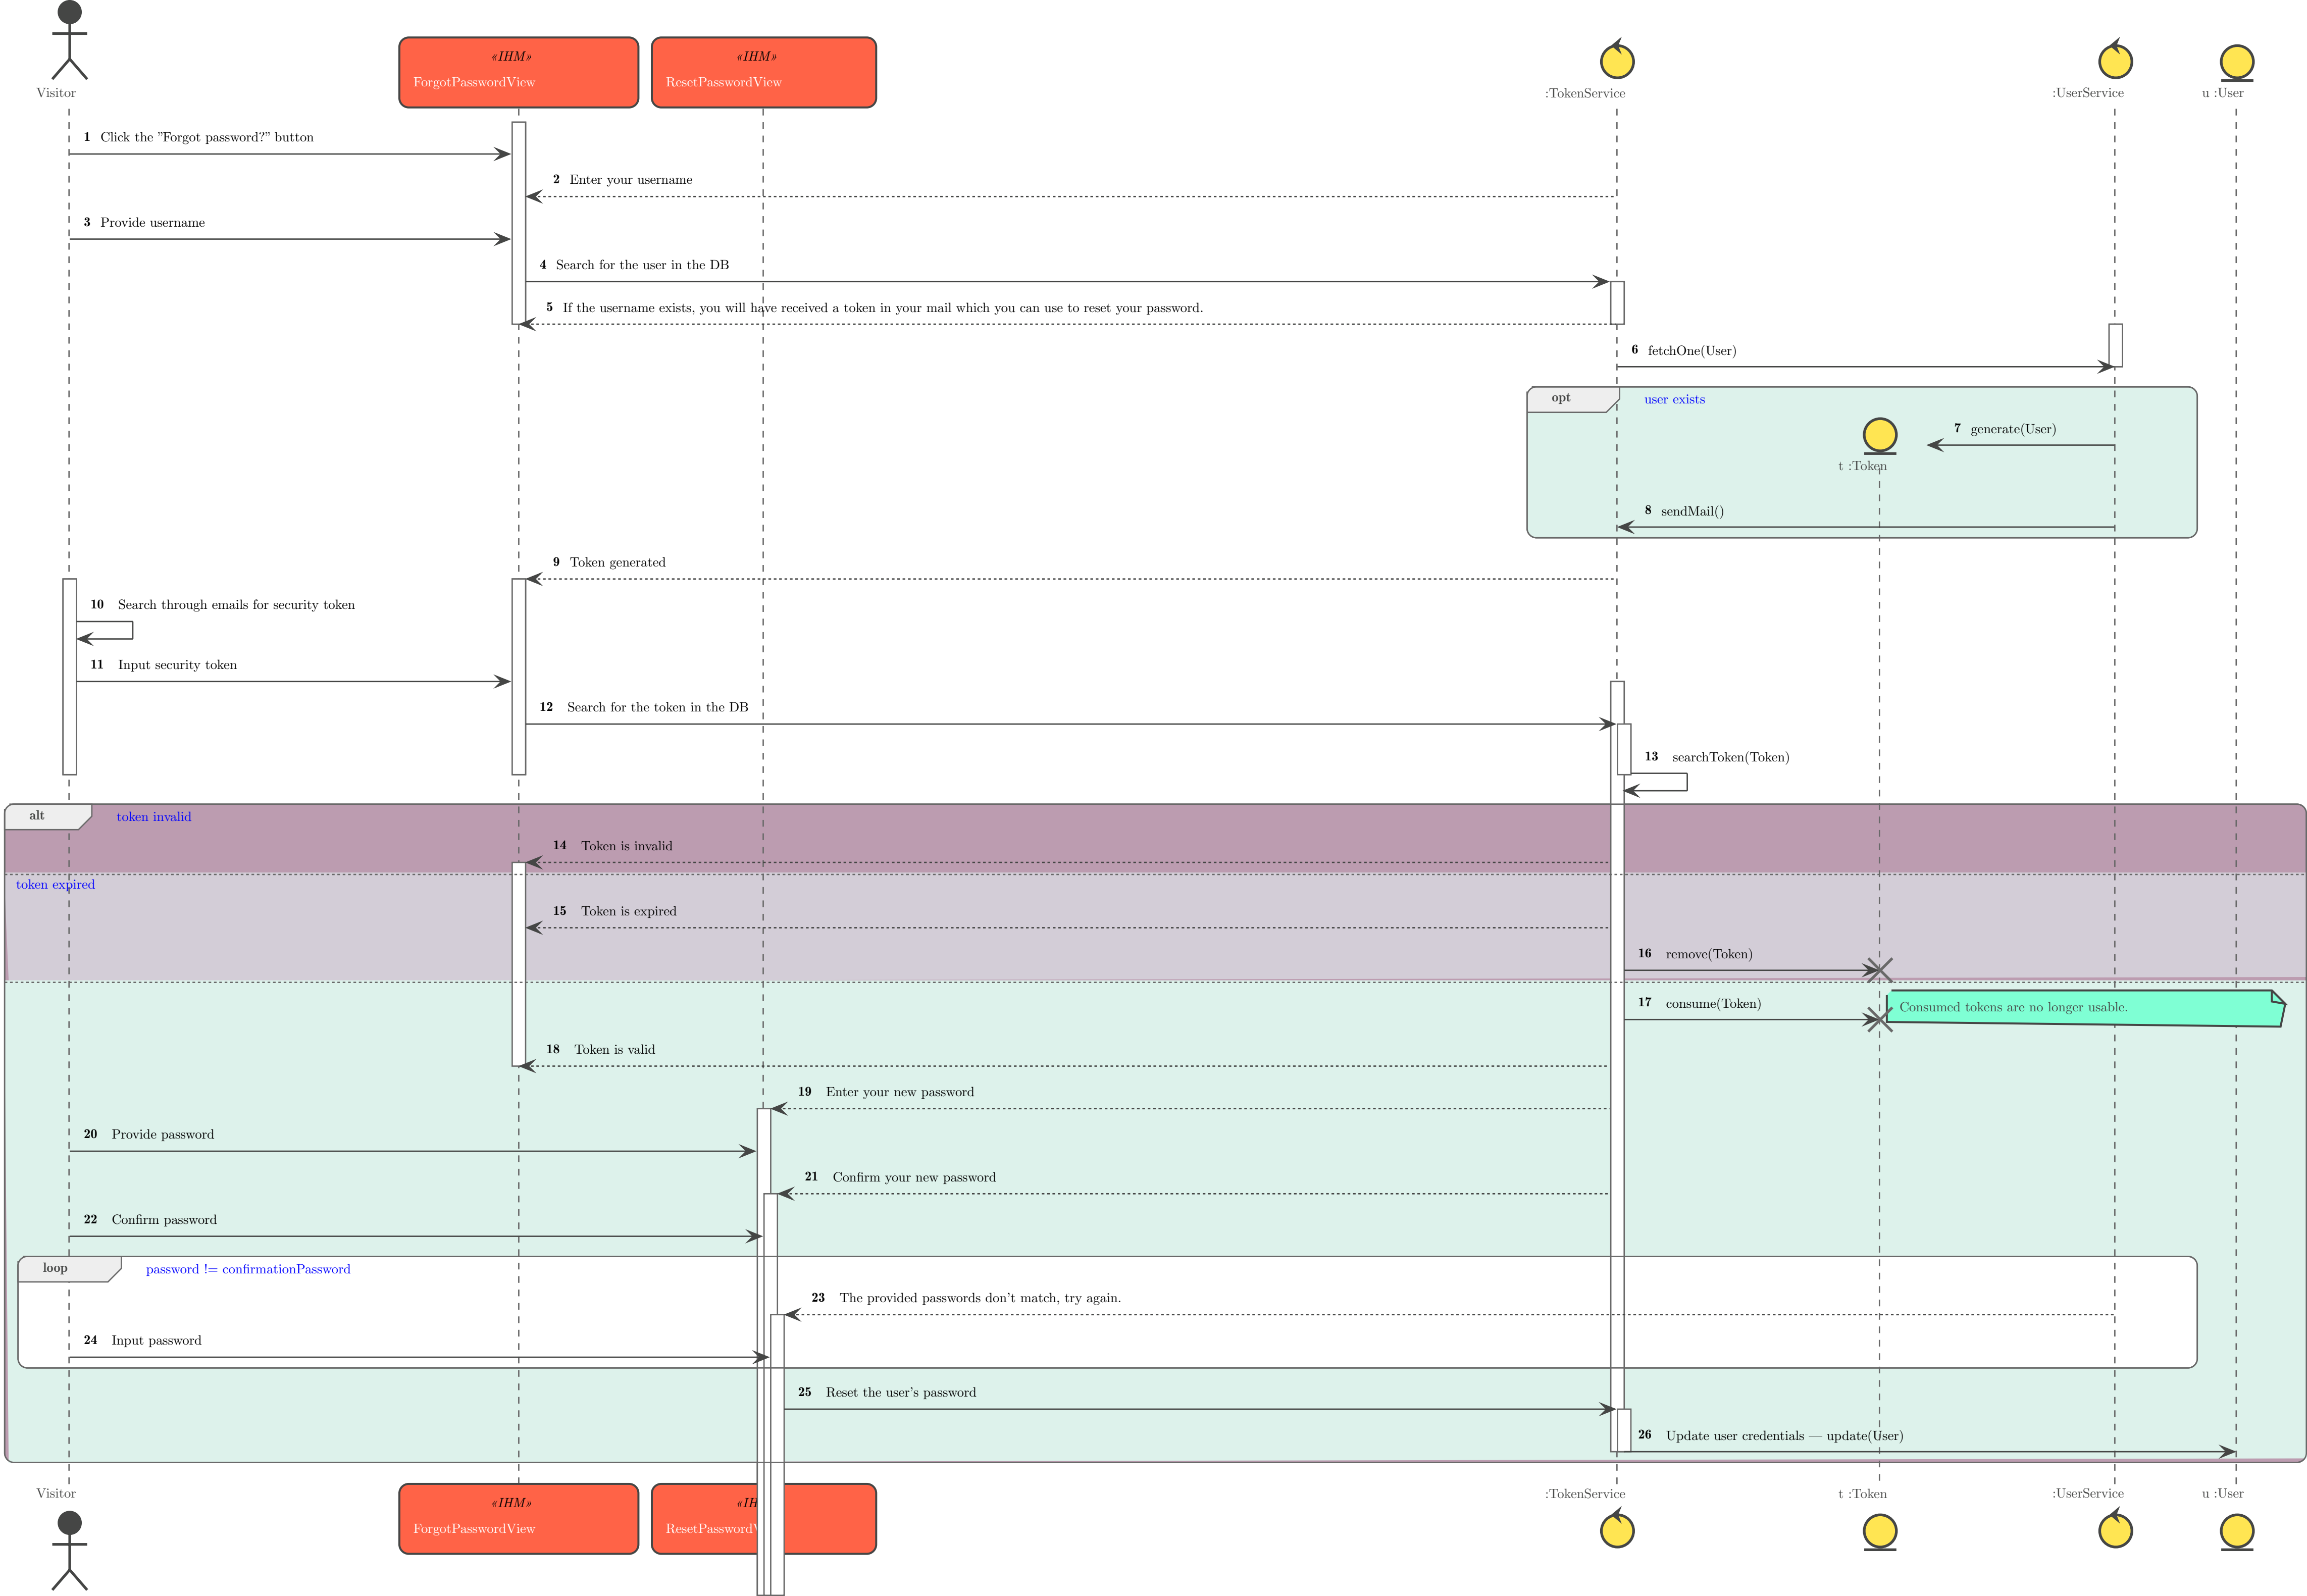 «IHM»
ForgotPasswordView
«IHM»
ResetPasswordView
Visitor
:TokenService
:UserService
u :User
1 Click the ”Forgot password?” button
2 Enter your username
3 Provide username
4 Search for the user in the DB
5 If the username exists, you will have received a token in your mail which you can use to reset your password.
6 fetchOne(User)
opt
user exists
7 generate(User)
t :Token
8 sendMail()
9 Token generated
10 Search through emails for security token
11 Input security token
12 Search for the token in the DB
13 searchToken(Token)
alt
token invalid
14 Token is invalid
token expired
15 Token is expired
16 remove(Token)
17 consume(Token)
Consumed tokens are no longer usable.
18 Token is valid
19 Enter your new password
20 Provide password
21 Confirm your new password
22 Confirm password
loop
password != confirmationPassword
23 The provided passwords don’t match, try again.
24 Input password
25 Reset the user’s password
26 Update user credentials — update(User)
Visitor
«IHM»
ForgotPasswordView
:TokenService
t :Token
:UserService
u :User